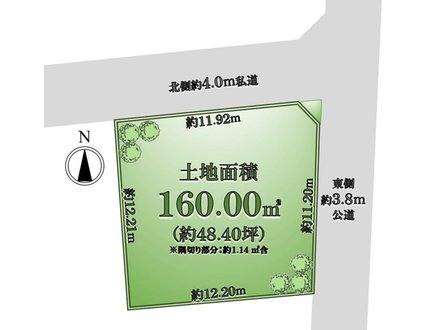 北側約4.0m私道
約11.92m
N
土地面積
160.00㎡
(約48.40坪)
※隅切り部分:約1.14㎡含
約12.21m
約11.20m
東側
約3.8m
公道
約12.20m